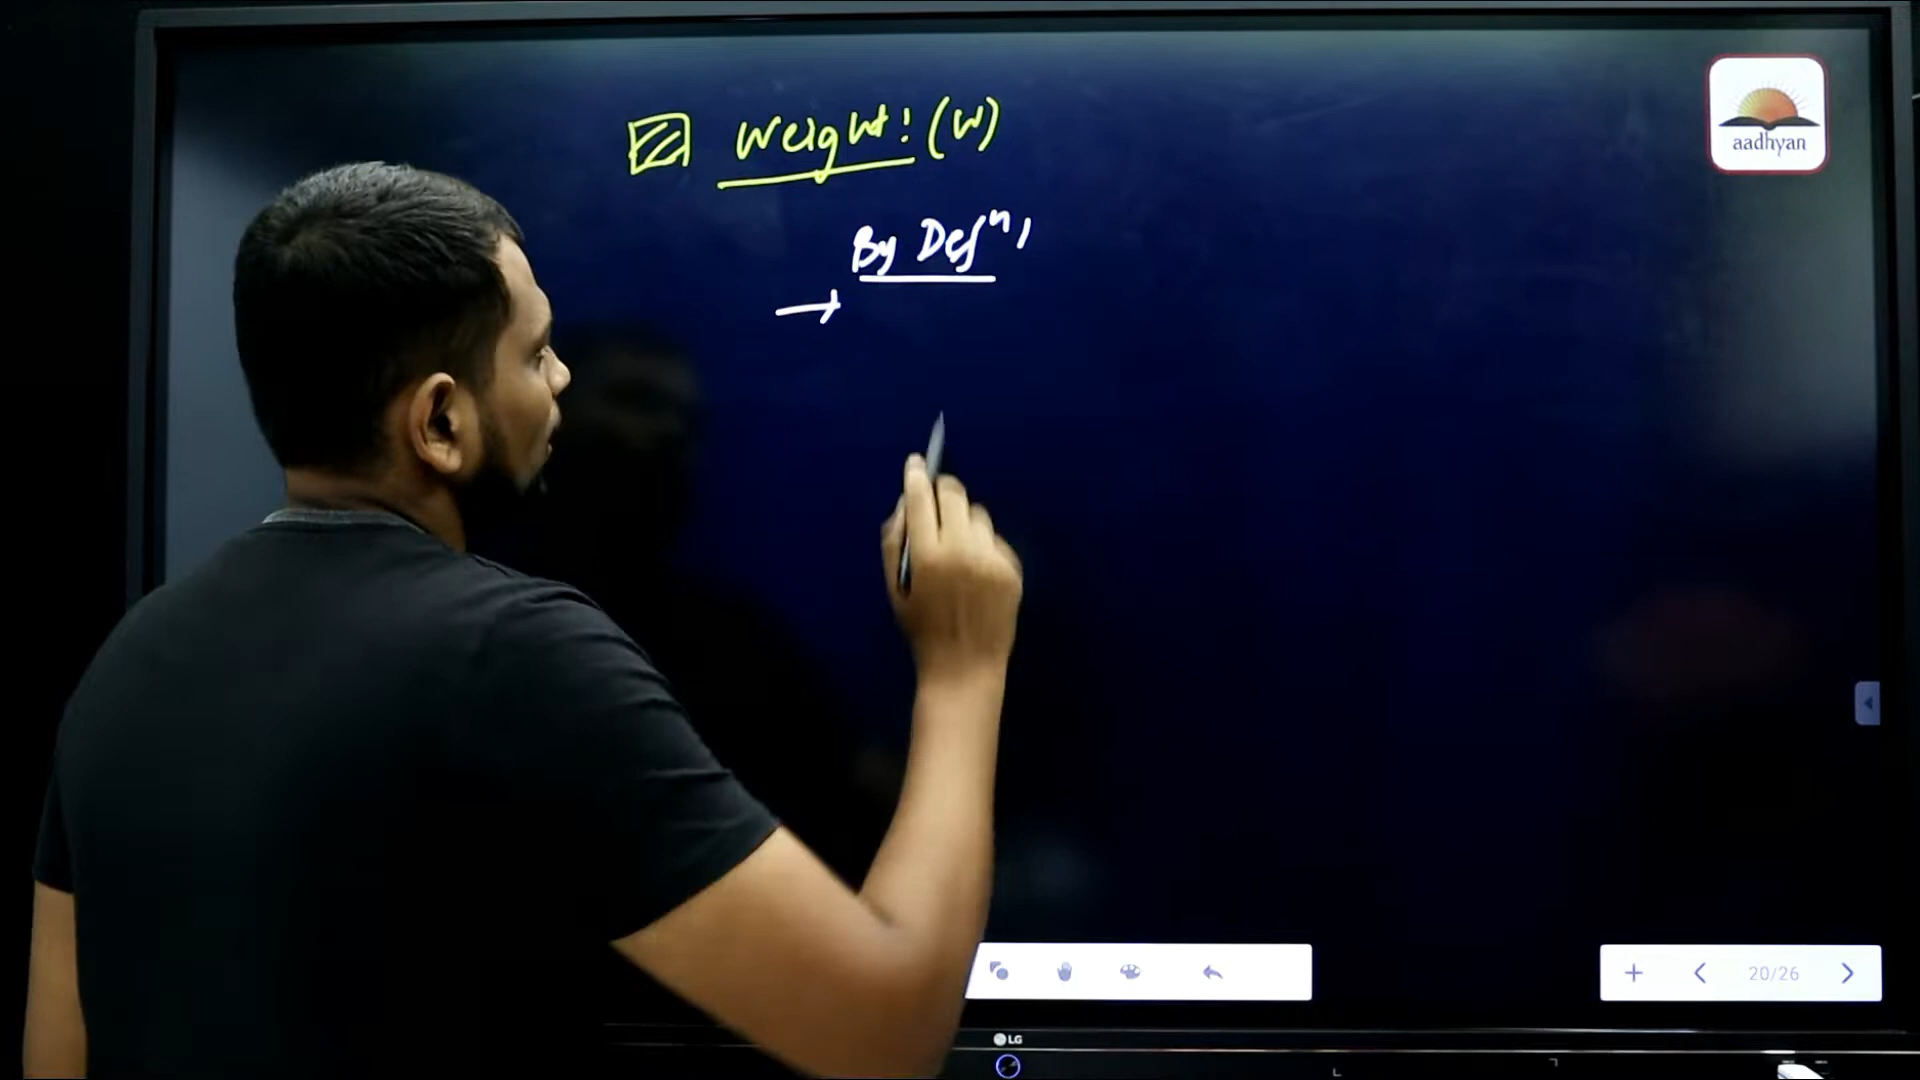 Weight: (W)
By Defⁿ,
→
aadhyan
20/26
LG